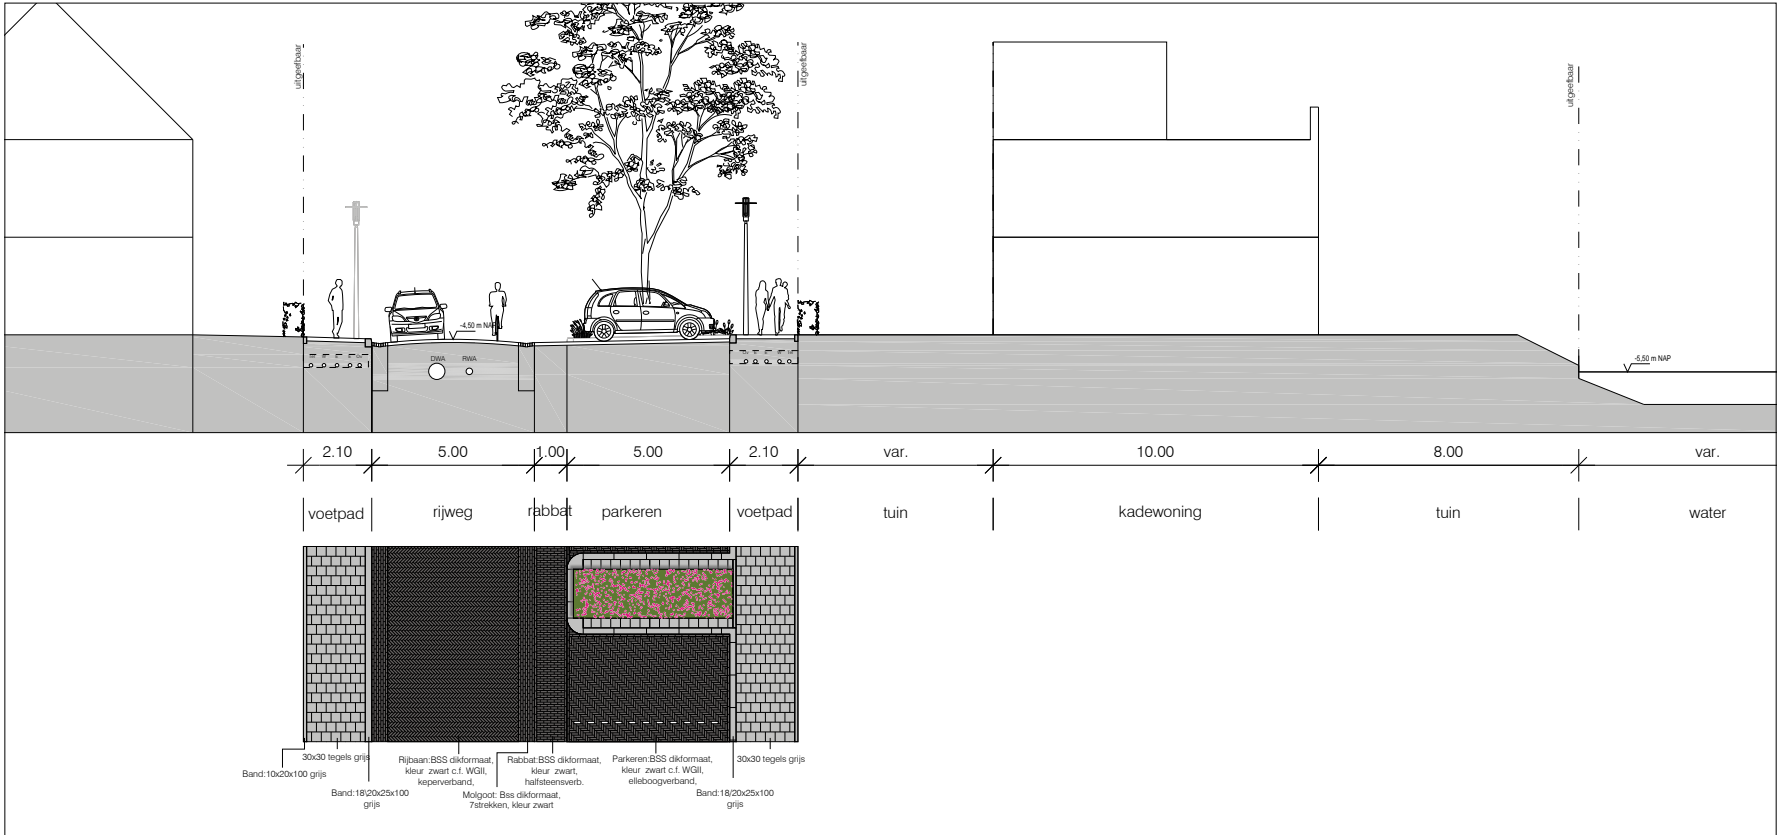 uitgeefbaar
uitgeefbaar
uitgeefbaar
-4,50 m NAP
DWA
RWA
-5,50 m NAP
2.10
5.00
1.00
5.00
2.10
var.
10.00
8.00
var.
voetpad
rijweg
rabbat
parkeren
voetpad
tuin
kadewoning
tuin
water
30x30 tegels grijs
Band:10x20x100 grijs
Band:18\20x25x100
grijs
Rijbaan:BSS dikformaat,
kleur zwart c.f. WGII,
keperverband,
Molgoot: Bss dikformaat,
7strekken, kleur zwart
Rabbat:BSS dikformaat,
kleur zwart,
halfsteensverb.
Parkeren:BSS dikformaat,
kleur zwart c.f. WGII,
elleboogverband,
Band:18/20x25x100
grijs
30x30 tegels grijs